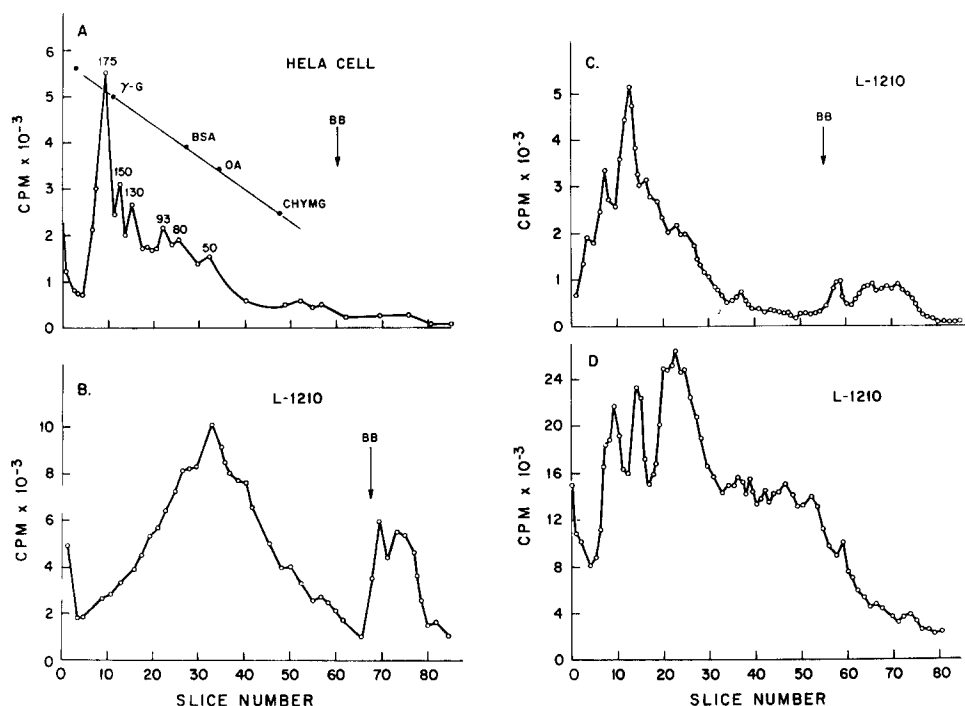 A
HELA CELL
CPM x 10⁻³
6
5
4
3
2
1
0
175
150
130
93
80
50
γ-G
BSA
OA
CHYMG
BB
B.
L-1210
CPM x 10⁻³
10
8
6
4
2
0
BB
0 10 20 30 40 50 60 70 80
SLICE NUMBER
C.
L-1210
CPM x 10⁻³
5
4
3
2
1
0
BB
D
L-1210
CPM x 10⁻³
24
20
16
12
8
4
0 10 20 30 40 50 60 70 80
SLICE NUMBER